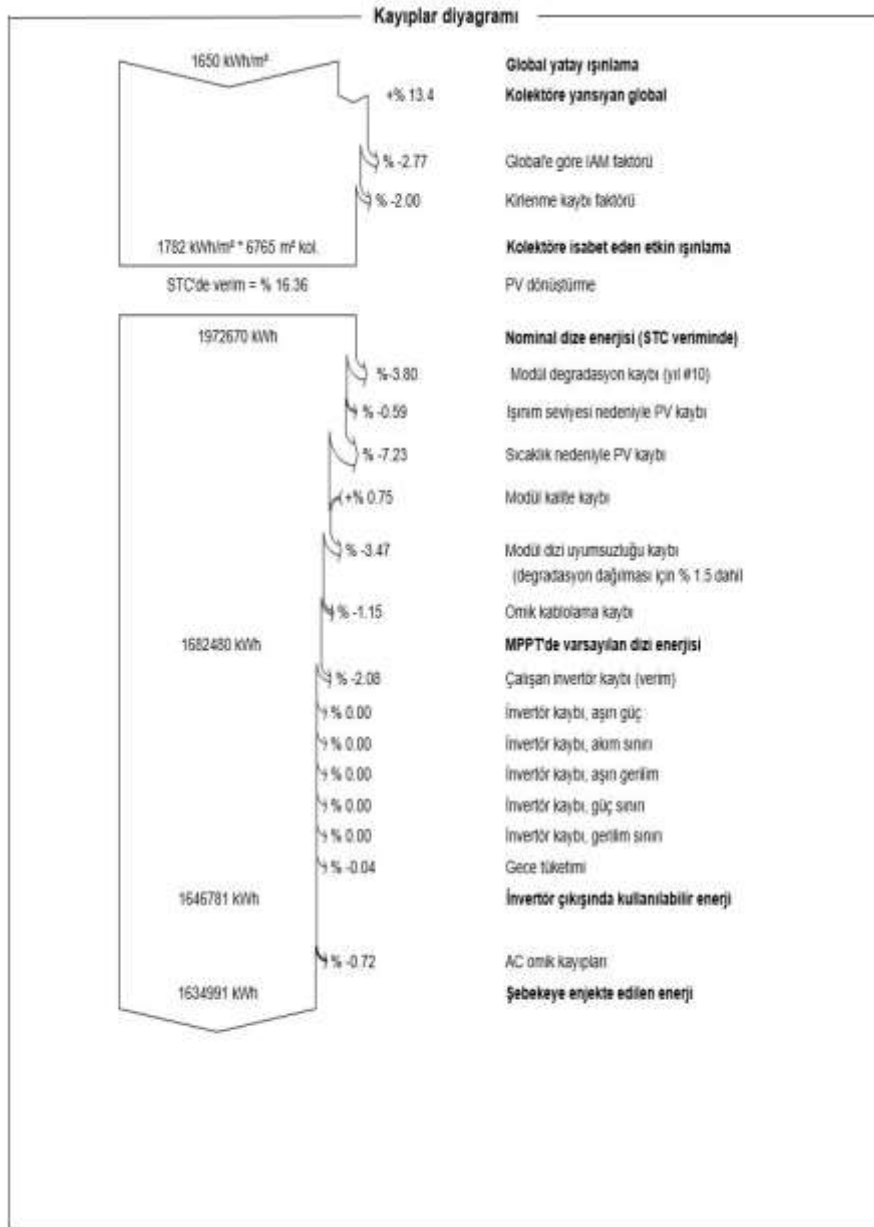 Kayıplar diyagramı
1650 kWh/m² Global yatay ışınlama
+% 13.4 Kolektöre yansıyan global
% -2.77 Global'e göre IAM faktörü
% -2.00 Kirlenme kaybı faktörü
1782 kWh/m² * 6765 m² kol. Kolektöre isabet eden etkin ışınlama
STC'de verim = % 16.36 PV dönüştürme
1972670 kWh Nominal dize enerjisi (STC veriminde)
%-3.80 Modül degradasyon kaybı (yıl #10)
% -0.59 Işınım seviyesi nedeniyle PV kaybı
% -7.23 Sıcaklık nedeniyle PV kaybı
+% 0.75 Modül kalite kaybı
% -3.47 Modül dizi uyumsuzluğu kaybı
(degradasyon dağılması için % 1.5 dahil
% -1.15 Omik kablolama kaybı
1682480 kWh MPPT'de varsayılan dizi enerjisi
% -2.08 Çalışan invertör kaybı (verim)
% 0.00 İnvertör kaybı, aşırı güç
% 0.00 İnvertör kaybı, akım sınırı
% 0.00 İnvertör kaybı, aşırı gerilim
% 0.00 İnvertör kaybı, güç sınırı
% 0.00 İnvertör kaybı, gerilim sınırı
% -0.04 Gece tüketimi
1646781 kWh İnvertör çıkışında kullanılabilir enerji
% -0.72 AC omik kayıpları
1634991 kWh Şebekeye enjekte edilen enerji